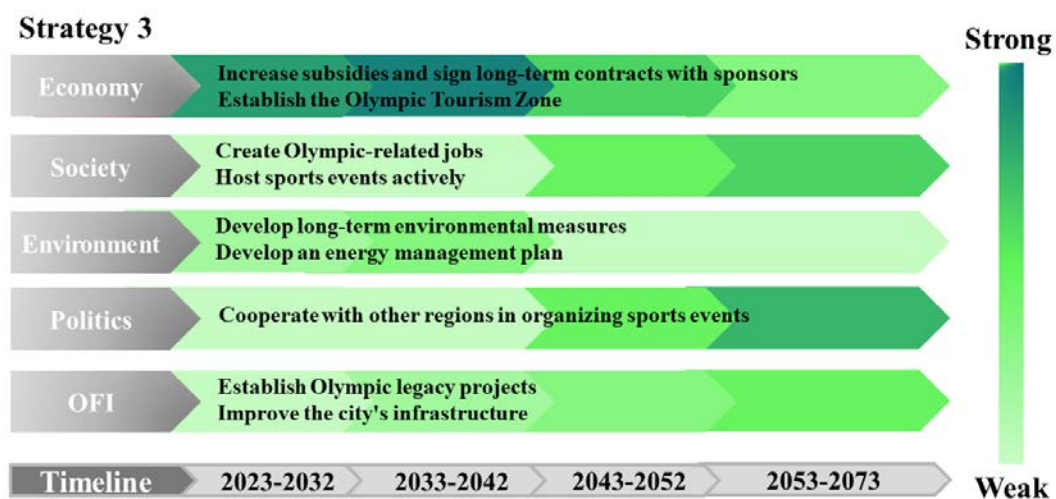 Strategy 3
Strong
Economy
Increase subsidies and sign long-term contracts with sponsors
Establish the Olympic Tourism Zone
Society
Create Olympic-related jobs
Host sports events actively
Environment
Develop long-term environmental measures
Develop an energy management plan
Politics
Cooperate with other regions in organizing sports events
OFI
Establish Olympic legacy projects
Improve the city's infrastructure
Timeline
2023-2032
2033-2042
2043-2052
2053-2073
Weak